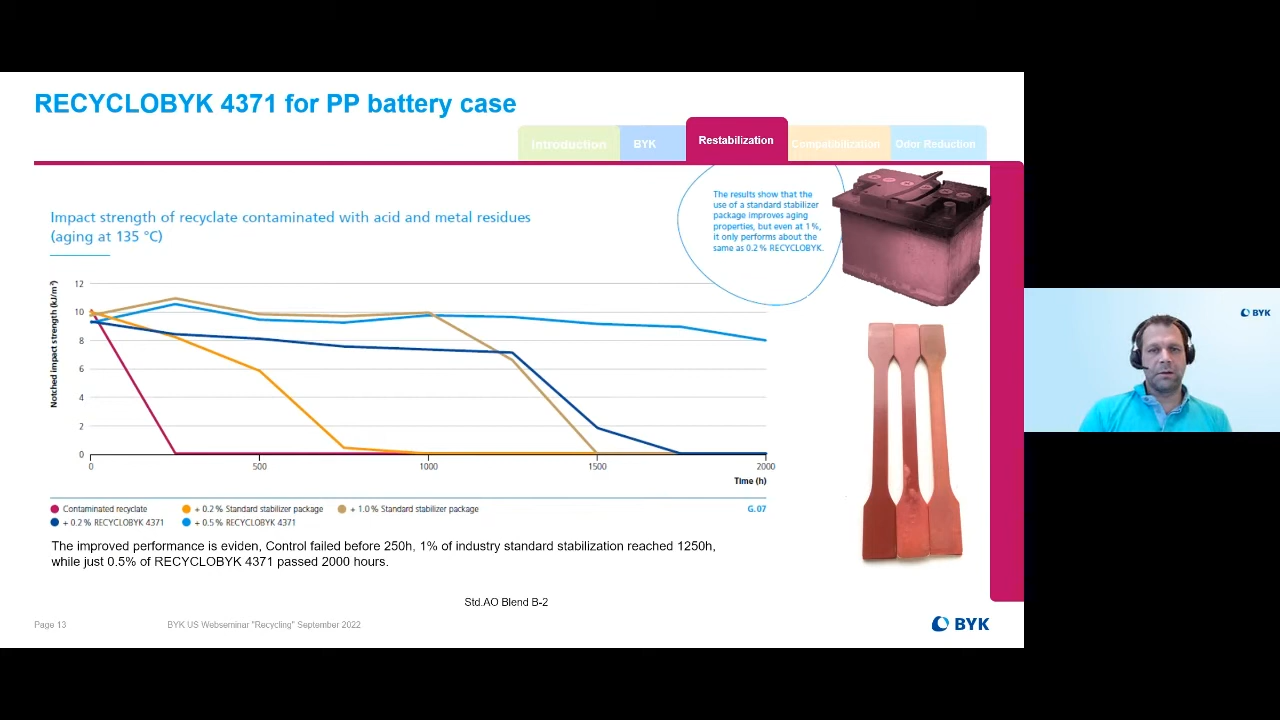 RECYCLOBYK 4371 for PP battery case
Introduction
BYK
Restabilization
Compatibilization
Odor Reduction
The results show that the
use of a standard stabilizer
package improves aging
properties, but even at 1 %,
it only performs about the
same as 0.2 % RECYCLOBYK.
Impact strength of recyclate contaminated with acid and metal residues
(aging at 135 °C)
Notched impact strength (kJ/m²)
12
10
8
6
4
2
0
0
500
1000
1500
2000
Time (h)
Contaminated recyclate
+ 0.2 % Standard stabilizer package
+ 1.0 % Standard stabilizer package
+ 0.2 % RECYCLOBYK 4371
+ 0.5 % RECYCLOBYK 4371
G.07
The improved performance is eviden, Control failed before 250h, 1% of industry standard stabilization reached 1250h,
while just 0.5% of RECYCLOBYK 4371 passed 2000 hours.
Std.AO Blend B-2
Page 13
BYK US Webseminar "Recycling" September 2022
BYK
BYK